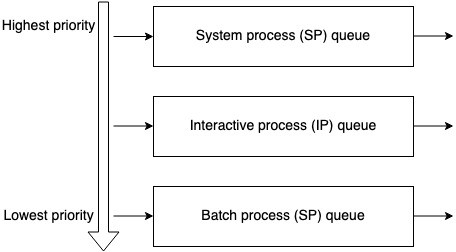 Highest priority
System process (SP) queue
Interactive process (IP) queue
Lowest priority
Batch process (SP) queue